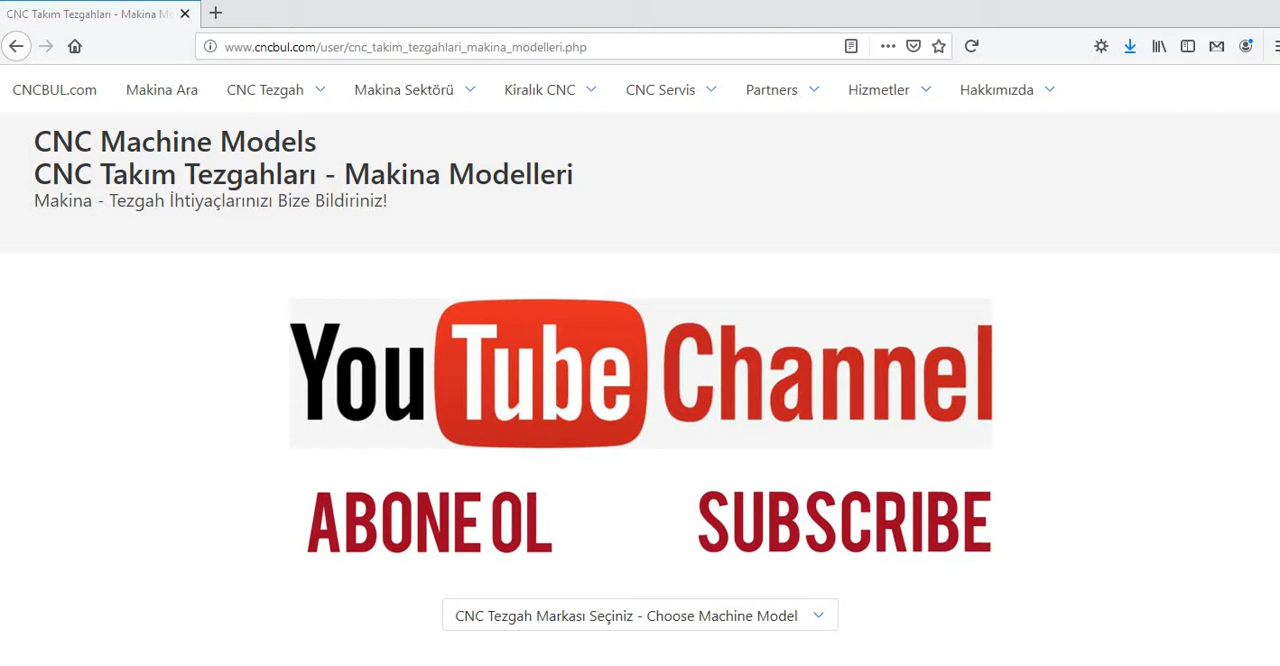 CNC Takım Tezgahları - Makina Mo
www.cncbul.com/user/cnc_takim_tezgahlari_makina_modelleri.php
CNCBUL.com Makina Ara CNC Tezgah Makina Sektörü Kiralık CNC CNC Servis Partners Hizmetler Hakkımızda
CNC Machine Models
CNC Takım Tezgahları - Makina Modelleri
Makina - Tezgah İhtiyaçlarınızı Bize Bildiriniz!
YouTube Channel
ABONE OL SUBSCRIBE
CNC Tezgah Markası Seçiniz - Choose Machine Model